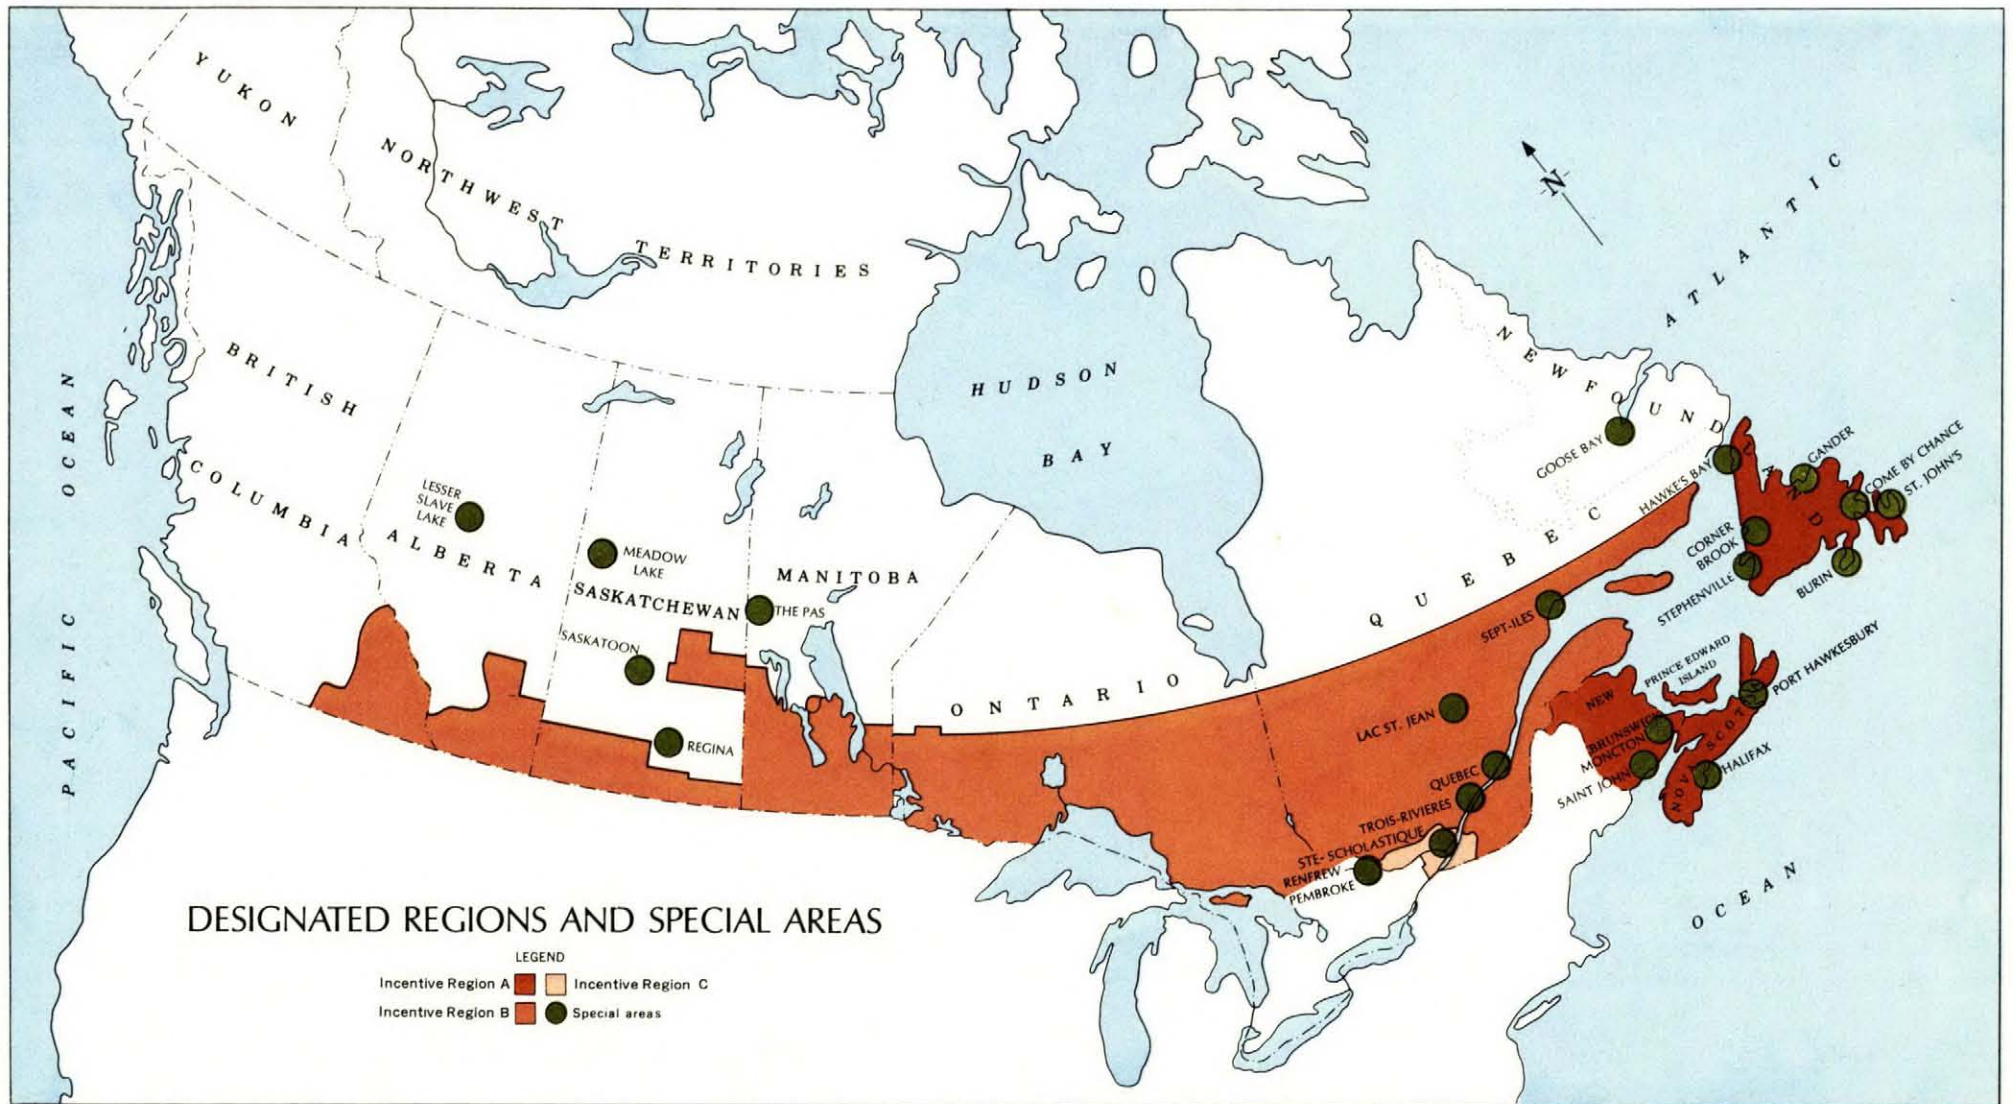 YUKON
NORTHWEST
TERRITORIES
ATLANTIC
N
PACIFIC OCEAN
BRITISH
COLUMBIA
HUDSON
BAY
NEWFOUNDLAND
GOOSE BAY
HAWKE'S BAY
GANDER
COME BY CHANCE
ST. JOHN'S
LESSER
SLAVE
LAKE
ALBERTA
MEADOW
LAKE
SASKATCHEWAN
MANITOBA
THE PAS
SASKATOON
REGINA
ONTARIO
QUEBEC
CORNER
BROOK
STEPHENVILLE
BURIN
SEPT-ILES
PRINCE EDWARD
ISLAND
PORT HAWKESBURY
LAC ST. JEAN
NEW
BRUNSWICK
MONCTON
SAINT JOHN
NOVA SCOTIA
HALIFAX
QUEBEC
TROIS-RIVIERES
STE-SCHOLASTIQUE
RENFREW
PEMBROKE
OCEAN
DESIGNATED REGIONS AND SPECIAL AREAS
LEGEND
Incentive Region A
Incentive Region C
Incentive Region B
Special areas